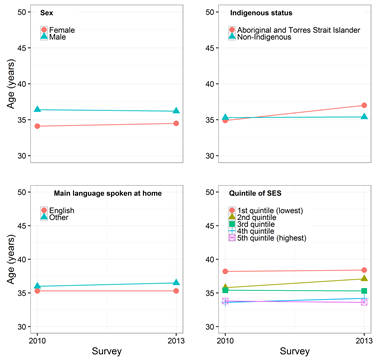 Sex
Female
Male
50
45
40
35
30
Age (years)
Indigenous status
Aboriginal and Torres Strait Islander
Non-Indigenous
50
45
40
35
30
Main language spoken at home
English
Other
50
45
40
35
30
Age (years)
2010
2013
Survey
Quintile of SES
1st quintile (lowest)
2nd quintile
3rd quintile
4th quintile
5th quintile (highest)
50
45
40
35
30
2010
2013
Survey